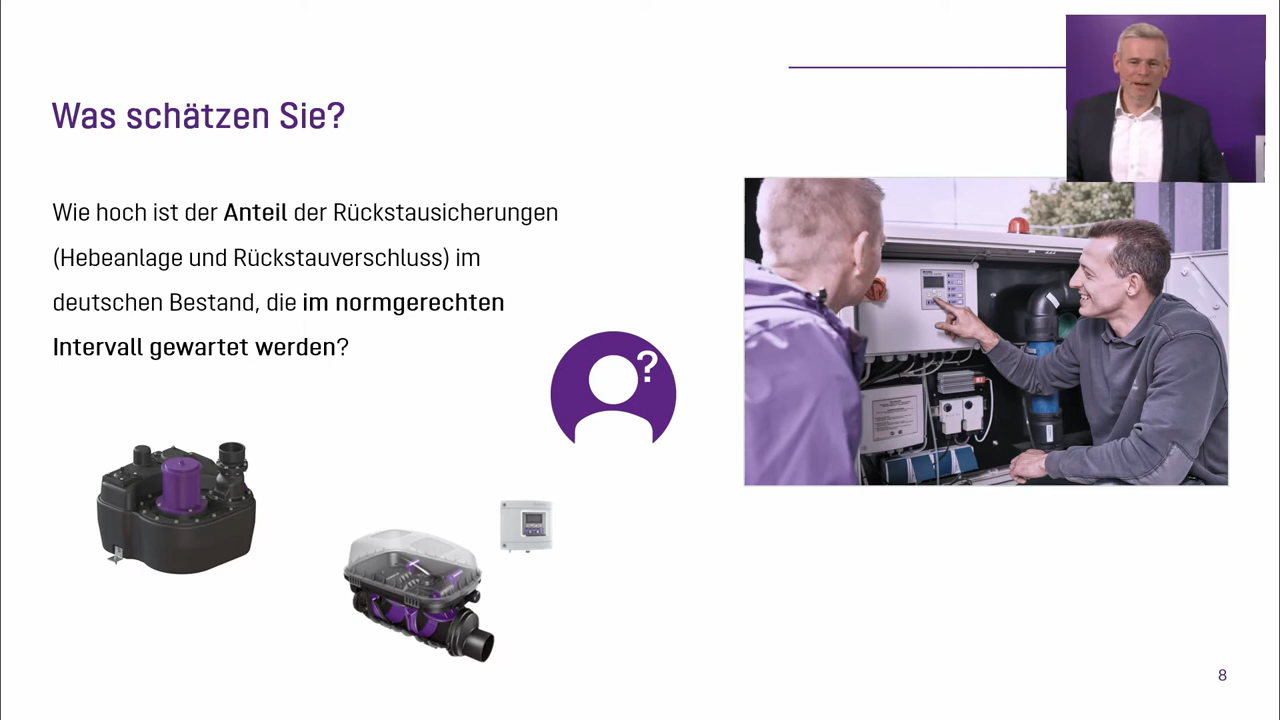 Was schätzen Sie?
Wie hoch ist der Anteil der Rückstausicherungen
(Hebeanlage und Rückstauverschluss) im
deutschen Bestand, die im normgerechten
Intervall gewartet werden?
?
8